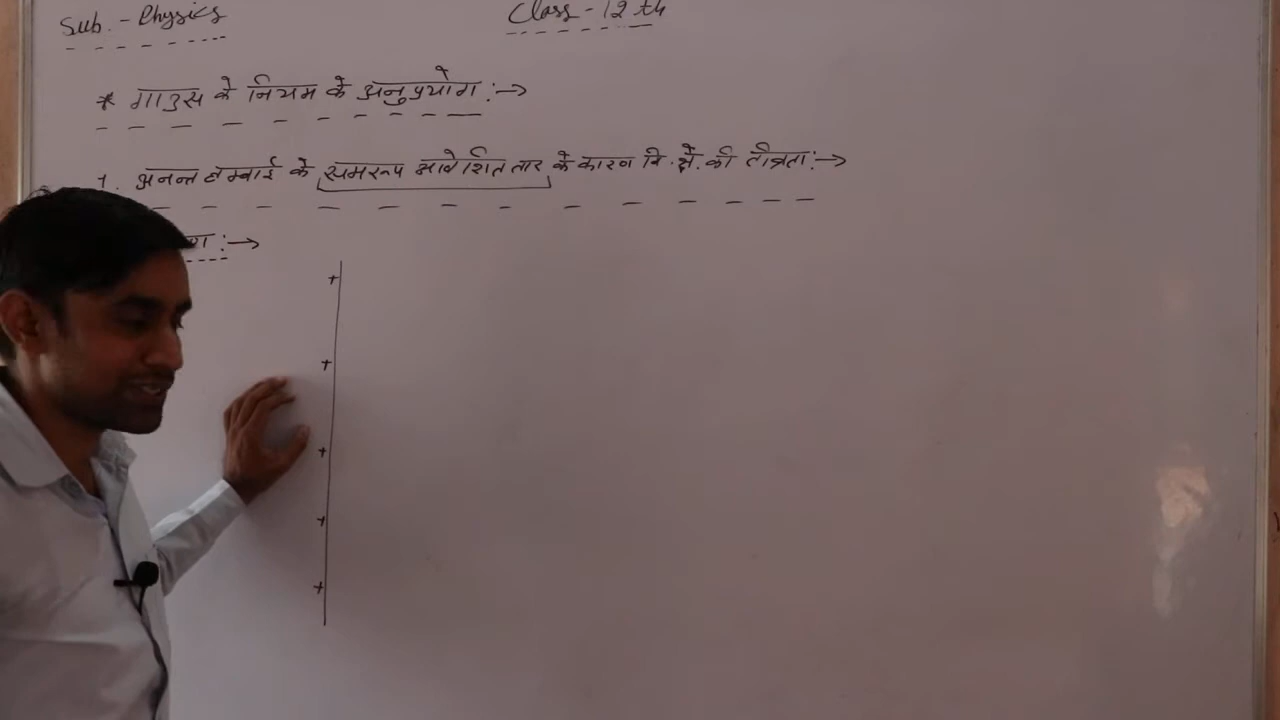 Sub. - Physics
Class - 12 th
* गाउस के नियम के अनुप्रयोग :→
1. अनन्त लम्बाई के समरूप आवेशित तार के कारण वि. क्षे. की तीव्रता :→
:→
+
+
+
+
+